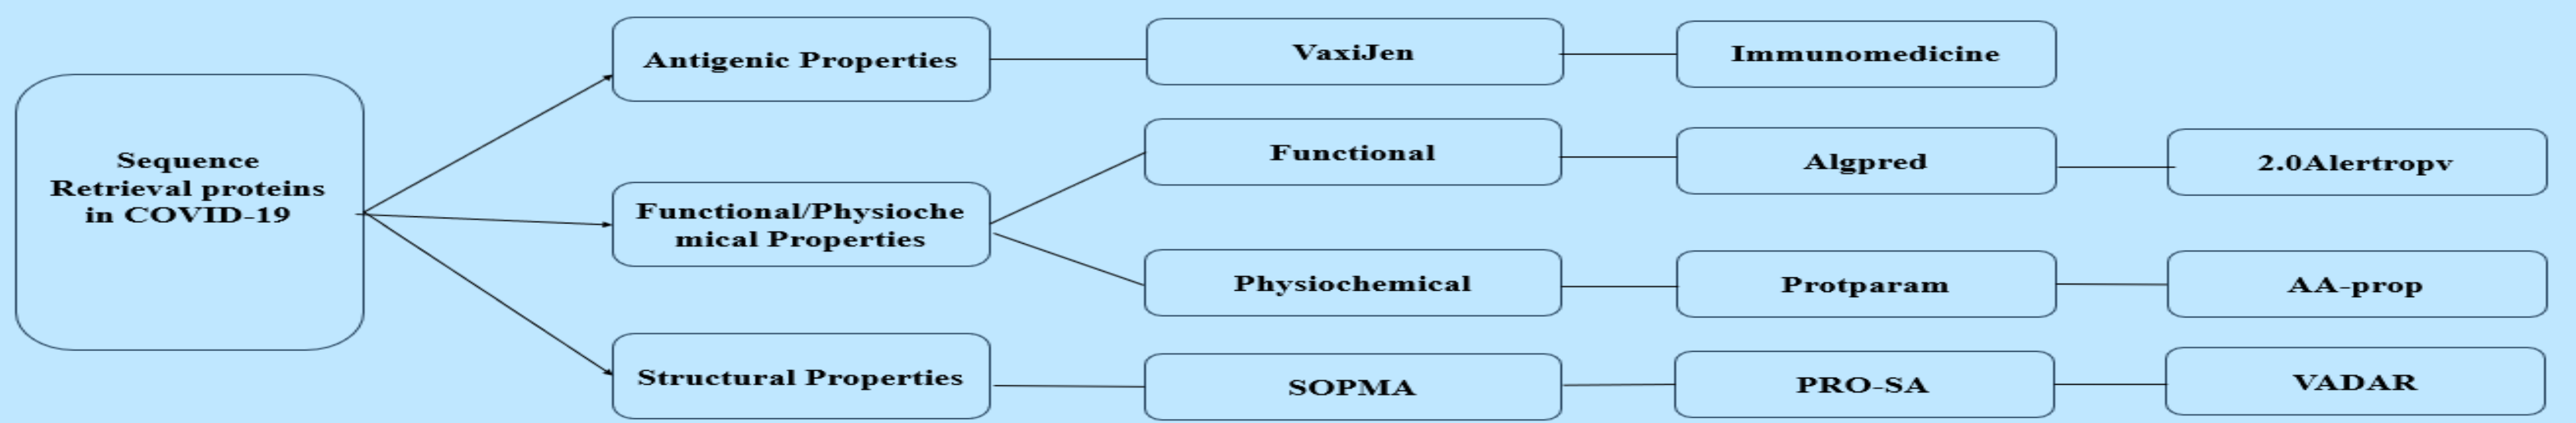 Sequence
Retrieval proteins
in COVID-19
Antigenic Properties
VaxiJen
Immunomedicine
Functional/Physioche
mical Properties
Functional
Algpred
2.0Alertropv
Physiochemical
Protparam
AA-prop
Structural Properties
SOPMA
PRO-SA
VADAR